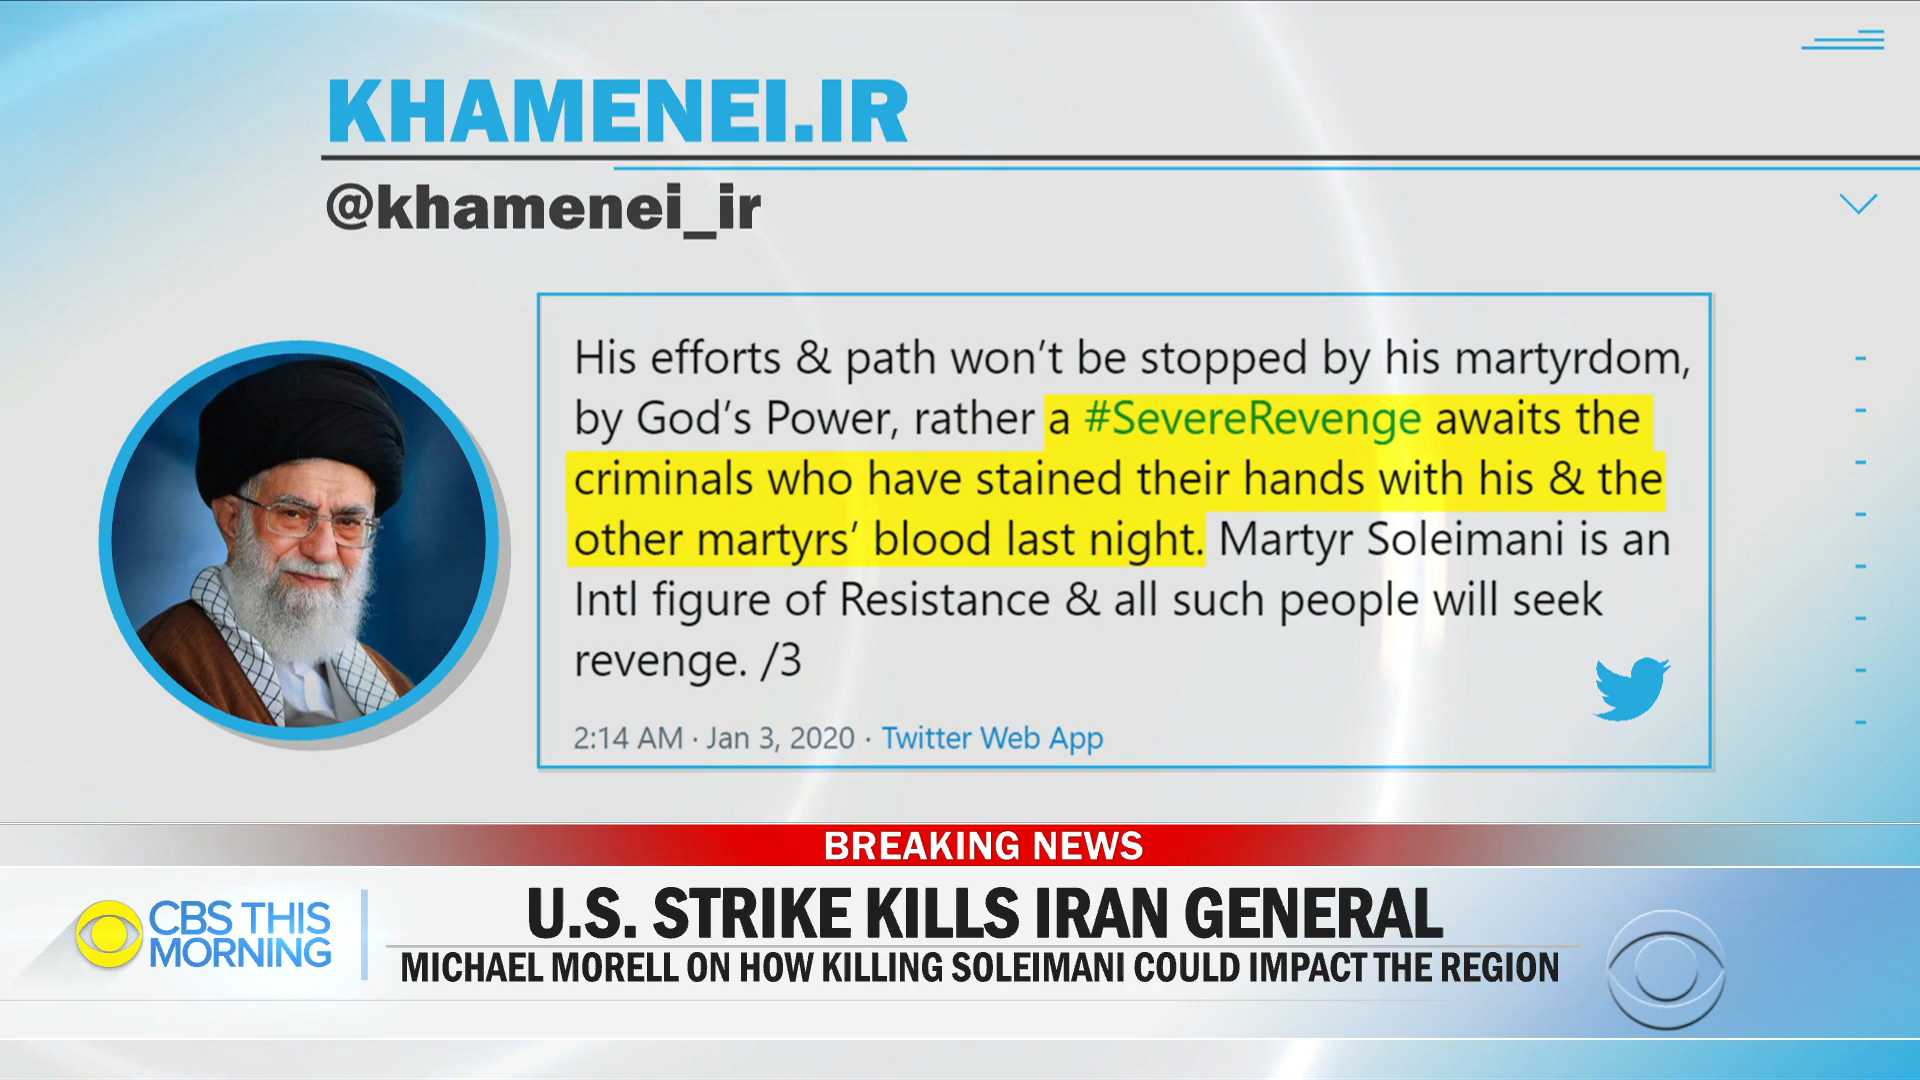 KHAMENEI.IR
@khamenei_ir
His efforts & path won't be stopped by his martyrdom,
by God's Power, rather a #SevereRevenge awaits the
criminals who have stained their hands with his & the
other martyrs' blood last night. Martyr Soleimani is an
Intl figure of Resistance & all such people will seek
revenge. /3
2:14 AM · Jan 3, 2020 · Twitter Web App
BREAKING NEWS
CBS THIS
MORNING
U.S. STRIKE KILLS IRAN GENERAL
MICHAEL MORELL ON HOW KILLING SOLEIMANI COULD IMPACT THE REGION